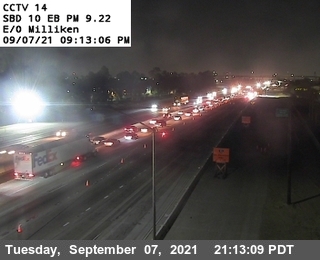 CCTV 14
SBD 10 EB PM 9.22
E/O Milliken
09/07/21 09:13:06 PM
FedEx
Tuesday, September 07, 2021 21:13:09 PDT